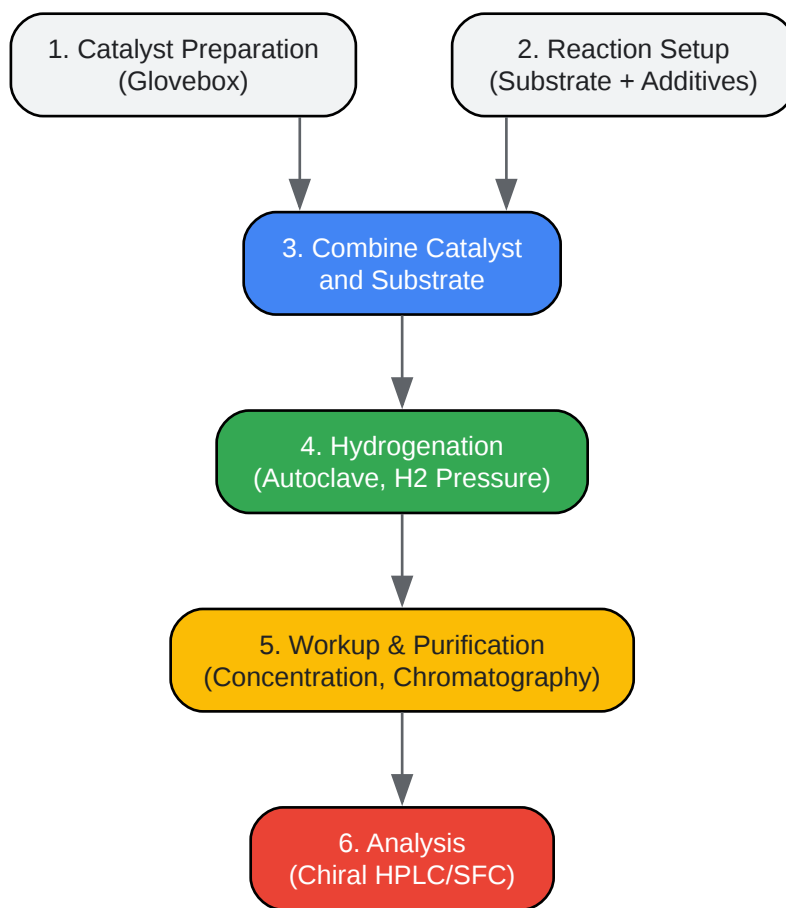 1. Catalyst Preparation
(Glovebox)
2. Reaction Setup
(Substrate + Additives)
3. Combine Catalyst
and Substrate
4. Hydrogenation
(Autoclave, H2 Pressure)
5. Workup & Purification
(Concentration, Chromatography)
6. Analysis
(Chiral HPLC/SFC)